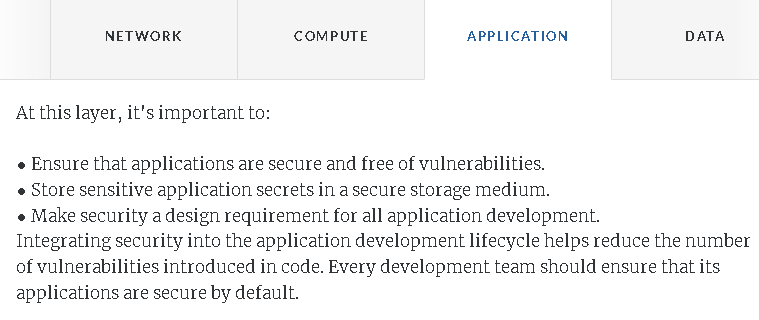 NETWORK COMPUTE APPLICATION DATA
At this layer, it's important to:
● Ensure that applications are secure and free of vulnerabilities.
● Store sensitive application secrets in a secure storage medium.
● Make security a design requirement for all application development.
Integrating security into the application development lifecycle helps reduce the number
of vulnerabilities introduced in code. Every development team should ensure that its
applications are secure by default.